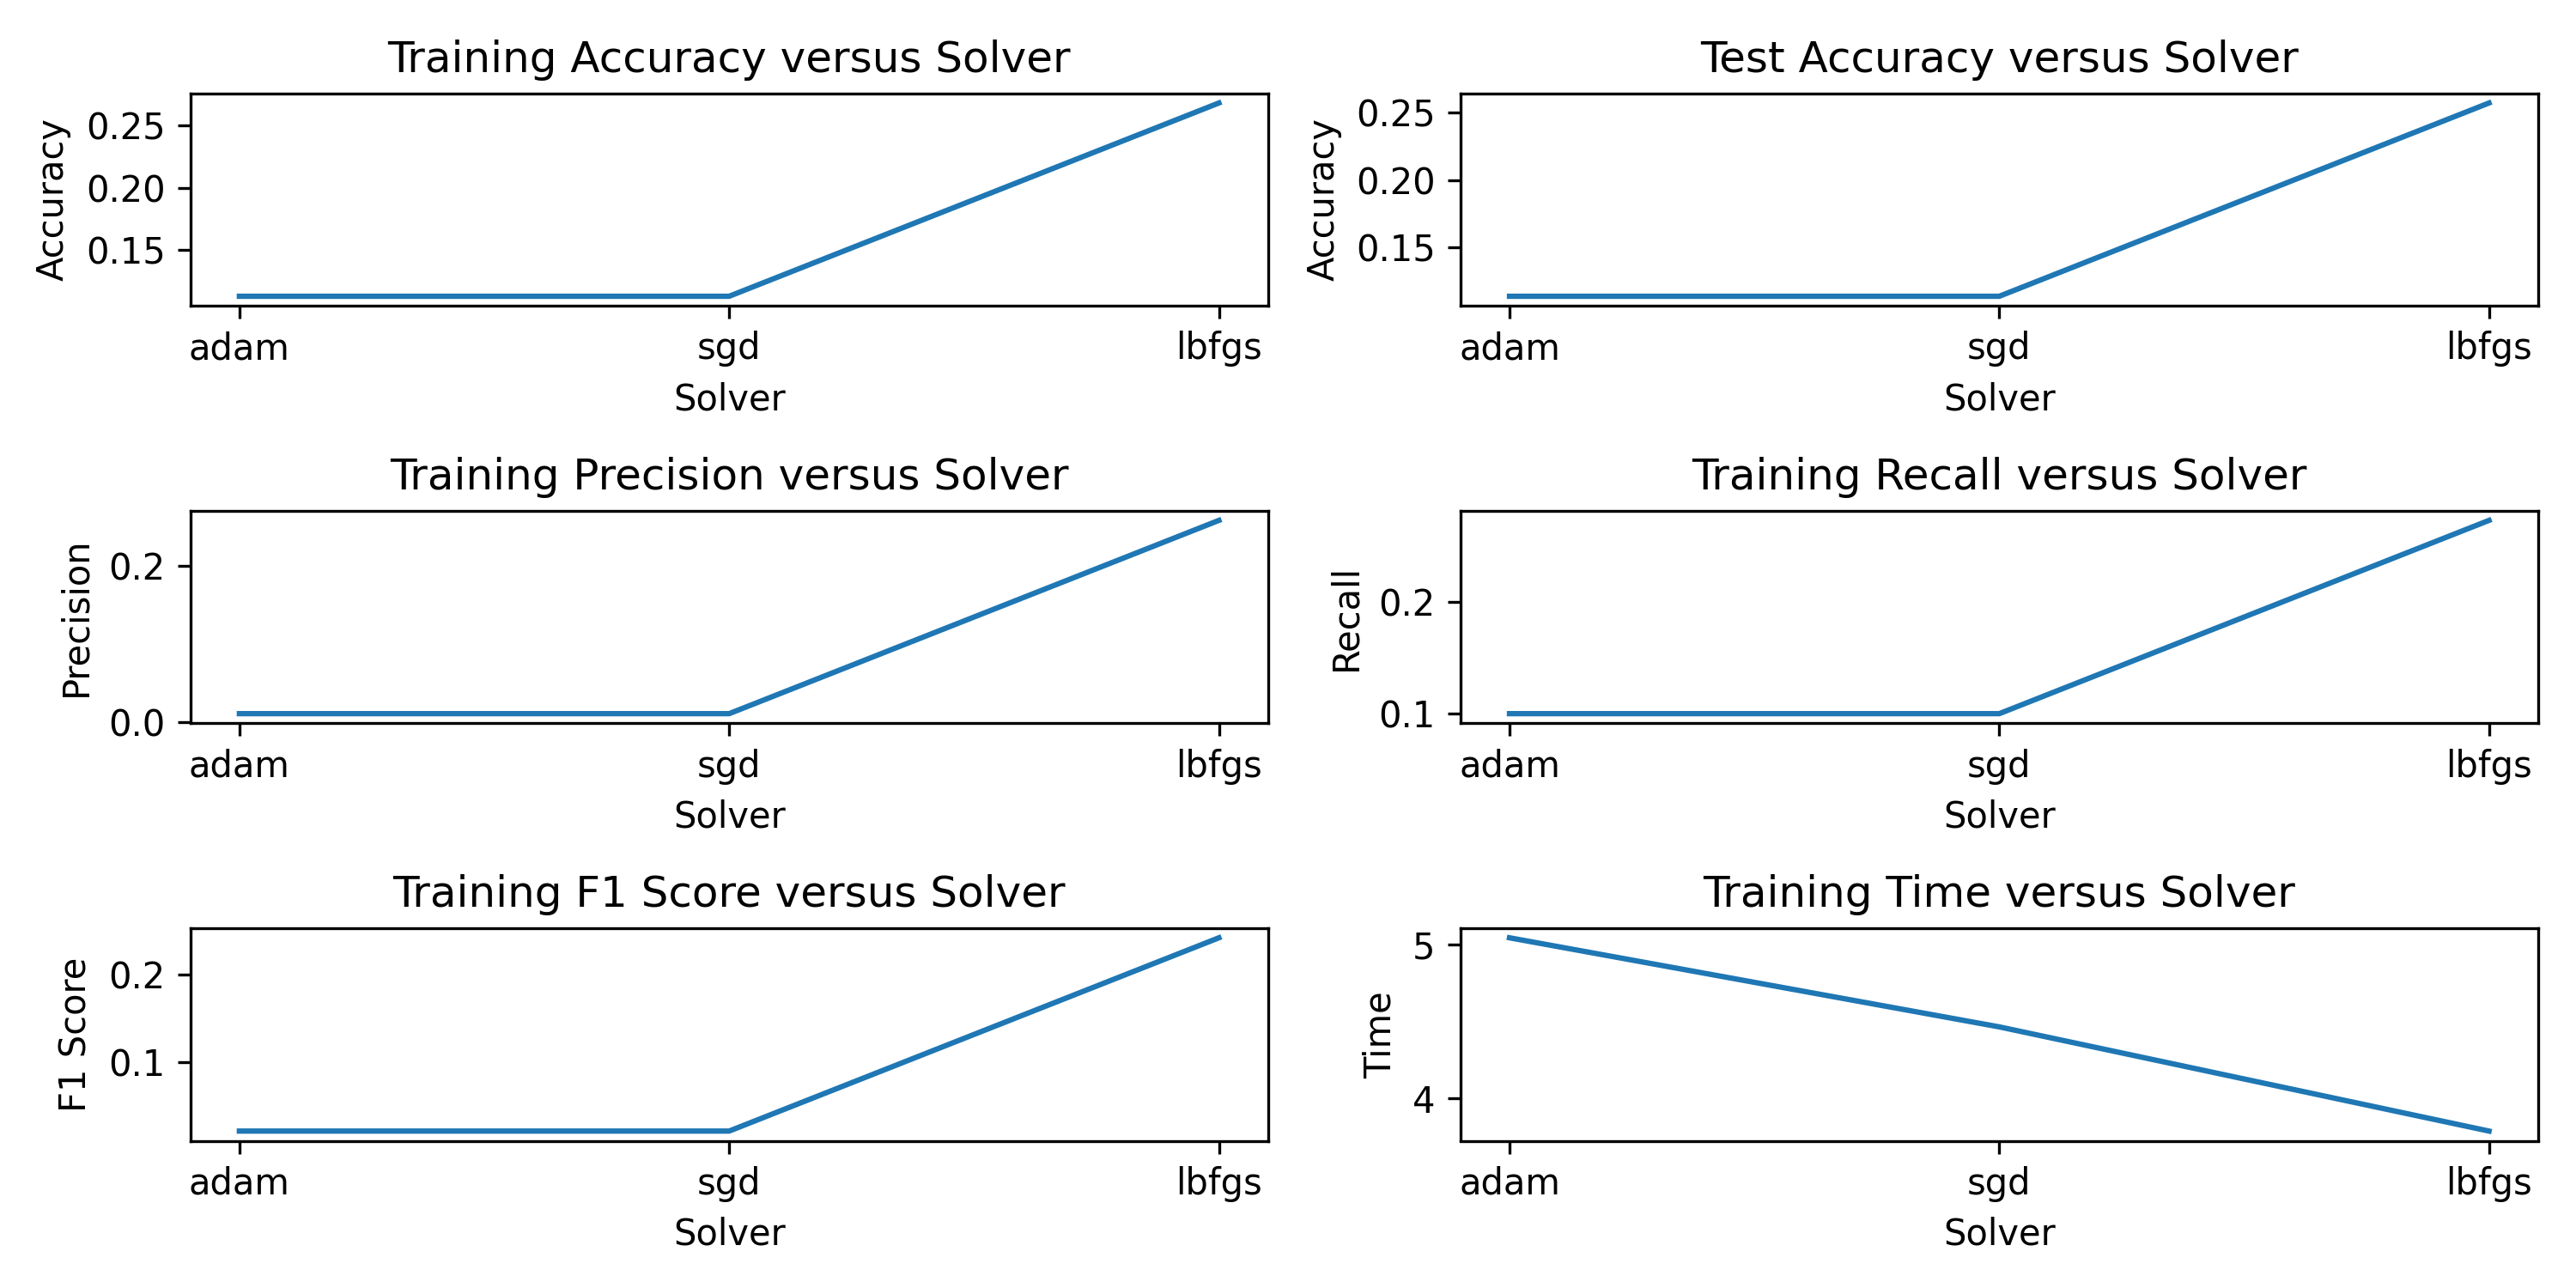 Training Accuracy versus Solver
Accuracy
0.25
0.20
0.15
adam sgd lbfgs
Solver
Test Accuracy versus Solver
Accuracy
0.25
0.20
0.15
adam sgd lbfgs
Solver
Training Precision versus Solver
Precision
0.2
0.0
adam sgd lbfgs
Solver
Training Recall versus Solver
Recall
0.2
0.1
adam sgd lbfgs
Solver
Training F1 Score versus Solver
F1 Score
0.2
0.1
adam sgd lbfgs
Solver
Training Time versus Solver
Time
5
4
adam sgd lbfgs
Solver